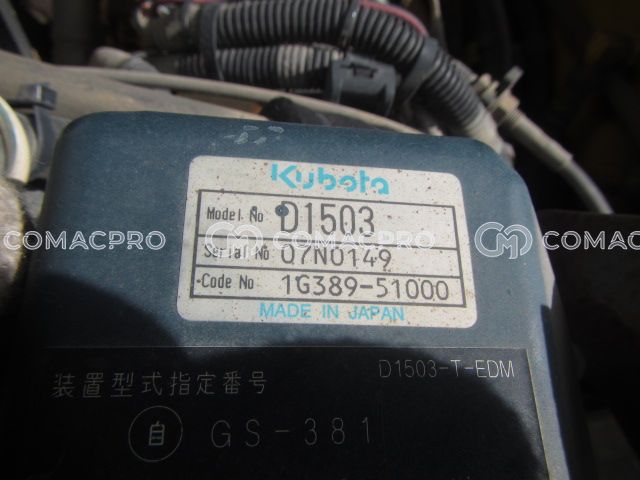 Kubota
Model No D1503
COMACPRO COMACPRO COMACPRO
Serial No 07N0149
Code No 1G389-51000
MADE IN JAPAN
装置型式指定番号 D1503-T-EDM
自 GS-381